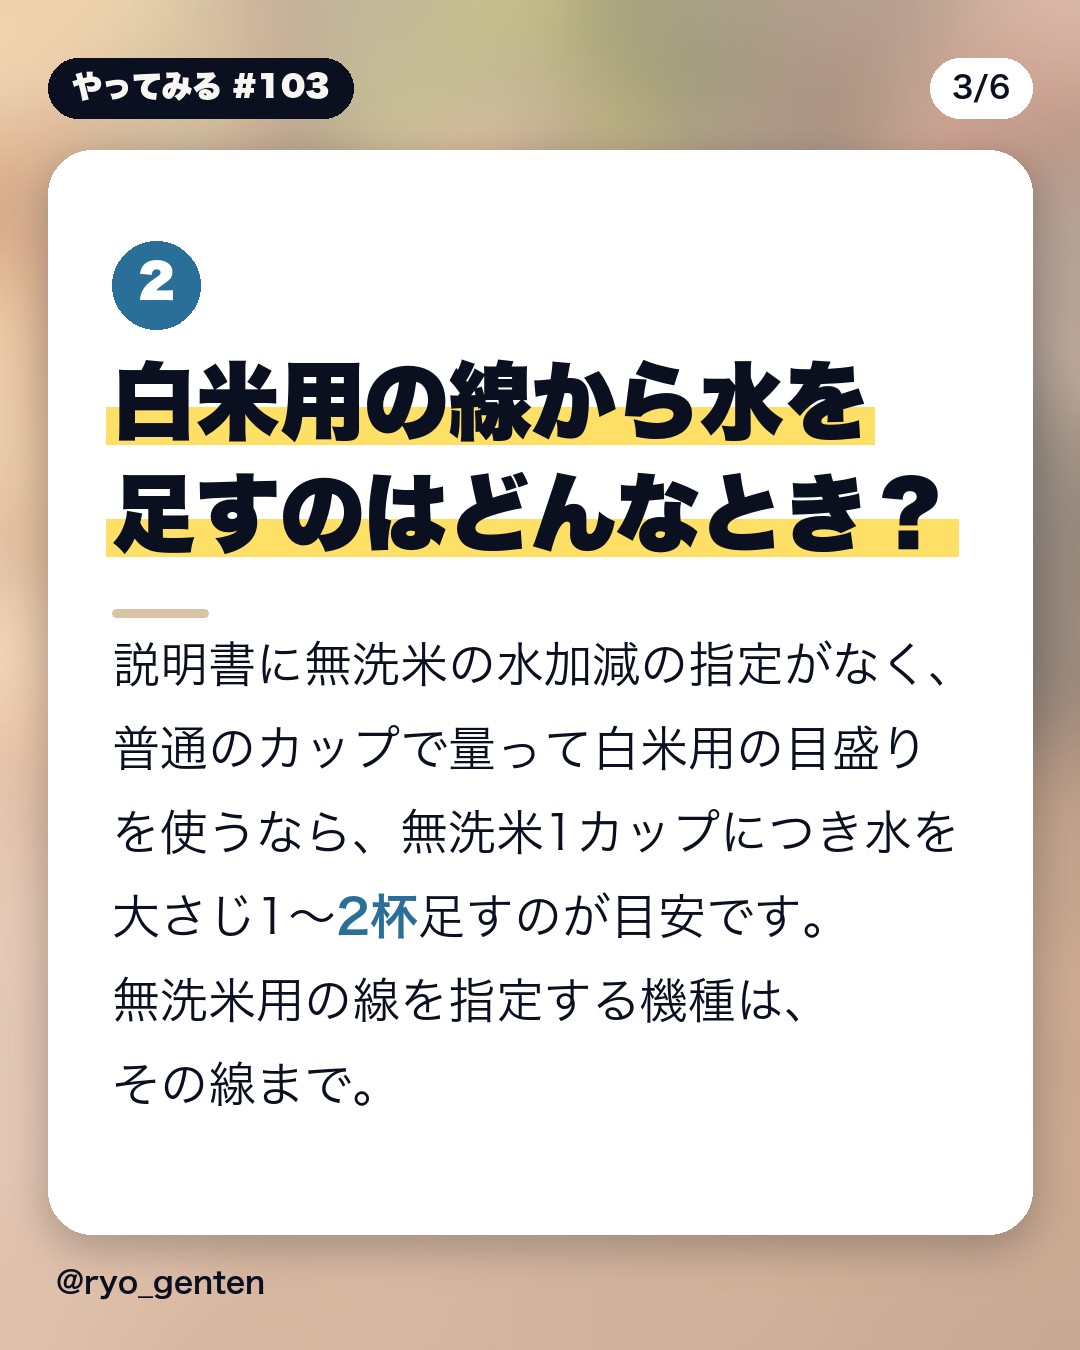 やってみる #103
3/6
2
白米用の線から水を
足すのはどんなとき？
説明書に無洗米の水加減の指定がなく、
普通のカップで量って白米用の目盛り
を使うなら、無洗米1カップにつき水を
大さじ1〜2杯足すのが目安です。
無洗米用の線を指定する機種は、
その線まで。
@ryo_genten